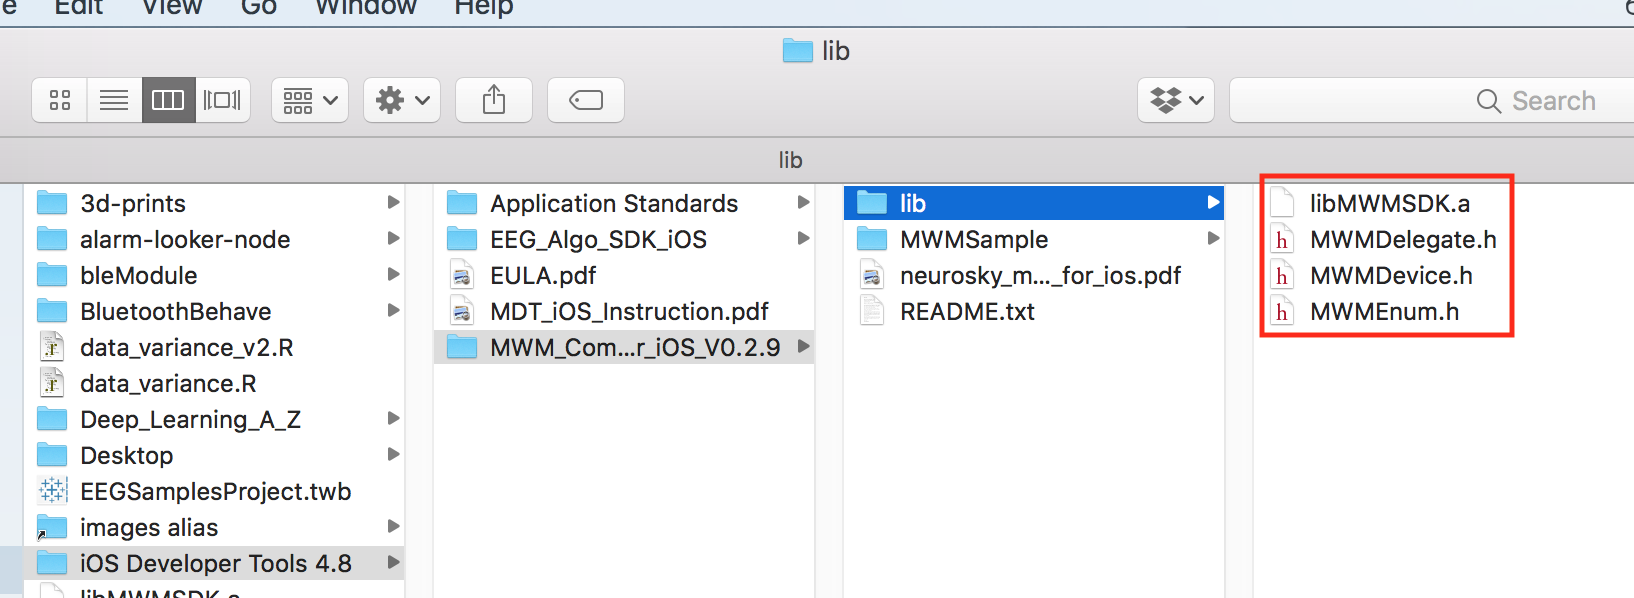 Edit View Go Window Help
lib
Search
lib
3d-prints
alarm-looker-node
bleModule
BluetoothBehave
data_variance_v2.R
data_variance.R
Deep_Learning_A_Z
Desktop
EEGSamplesProject.twb
images alias
iOS Developer Tools 4.8
libMWMSDK.a
Application Standards
EEG_Algo_SDK_iOS
EULA.pdf
MDT_iOS_Instruction.pdf
MWM_Com...r_iOS_V0.2.9
lib
MWMSample
neurosky_m..._for_ios.pdf
README.txt
libMWMSDK.a
MWMDelegate.h
MWMDevice.h
MWMEnum.h